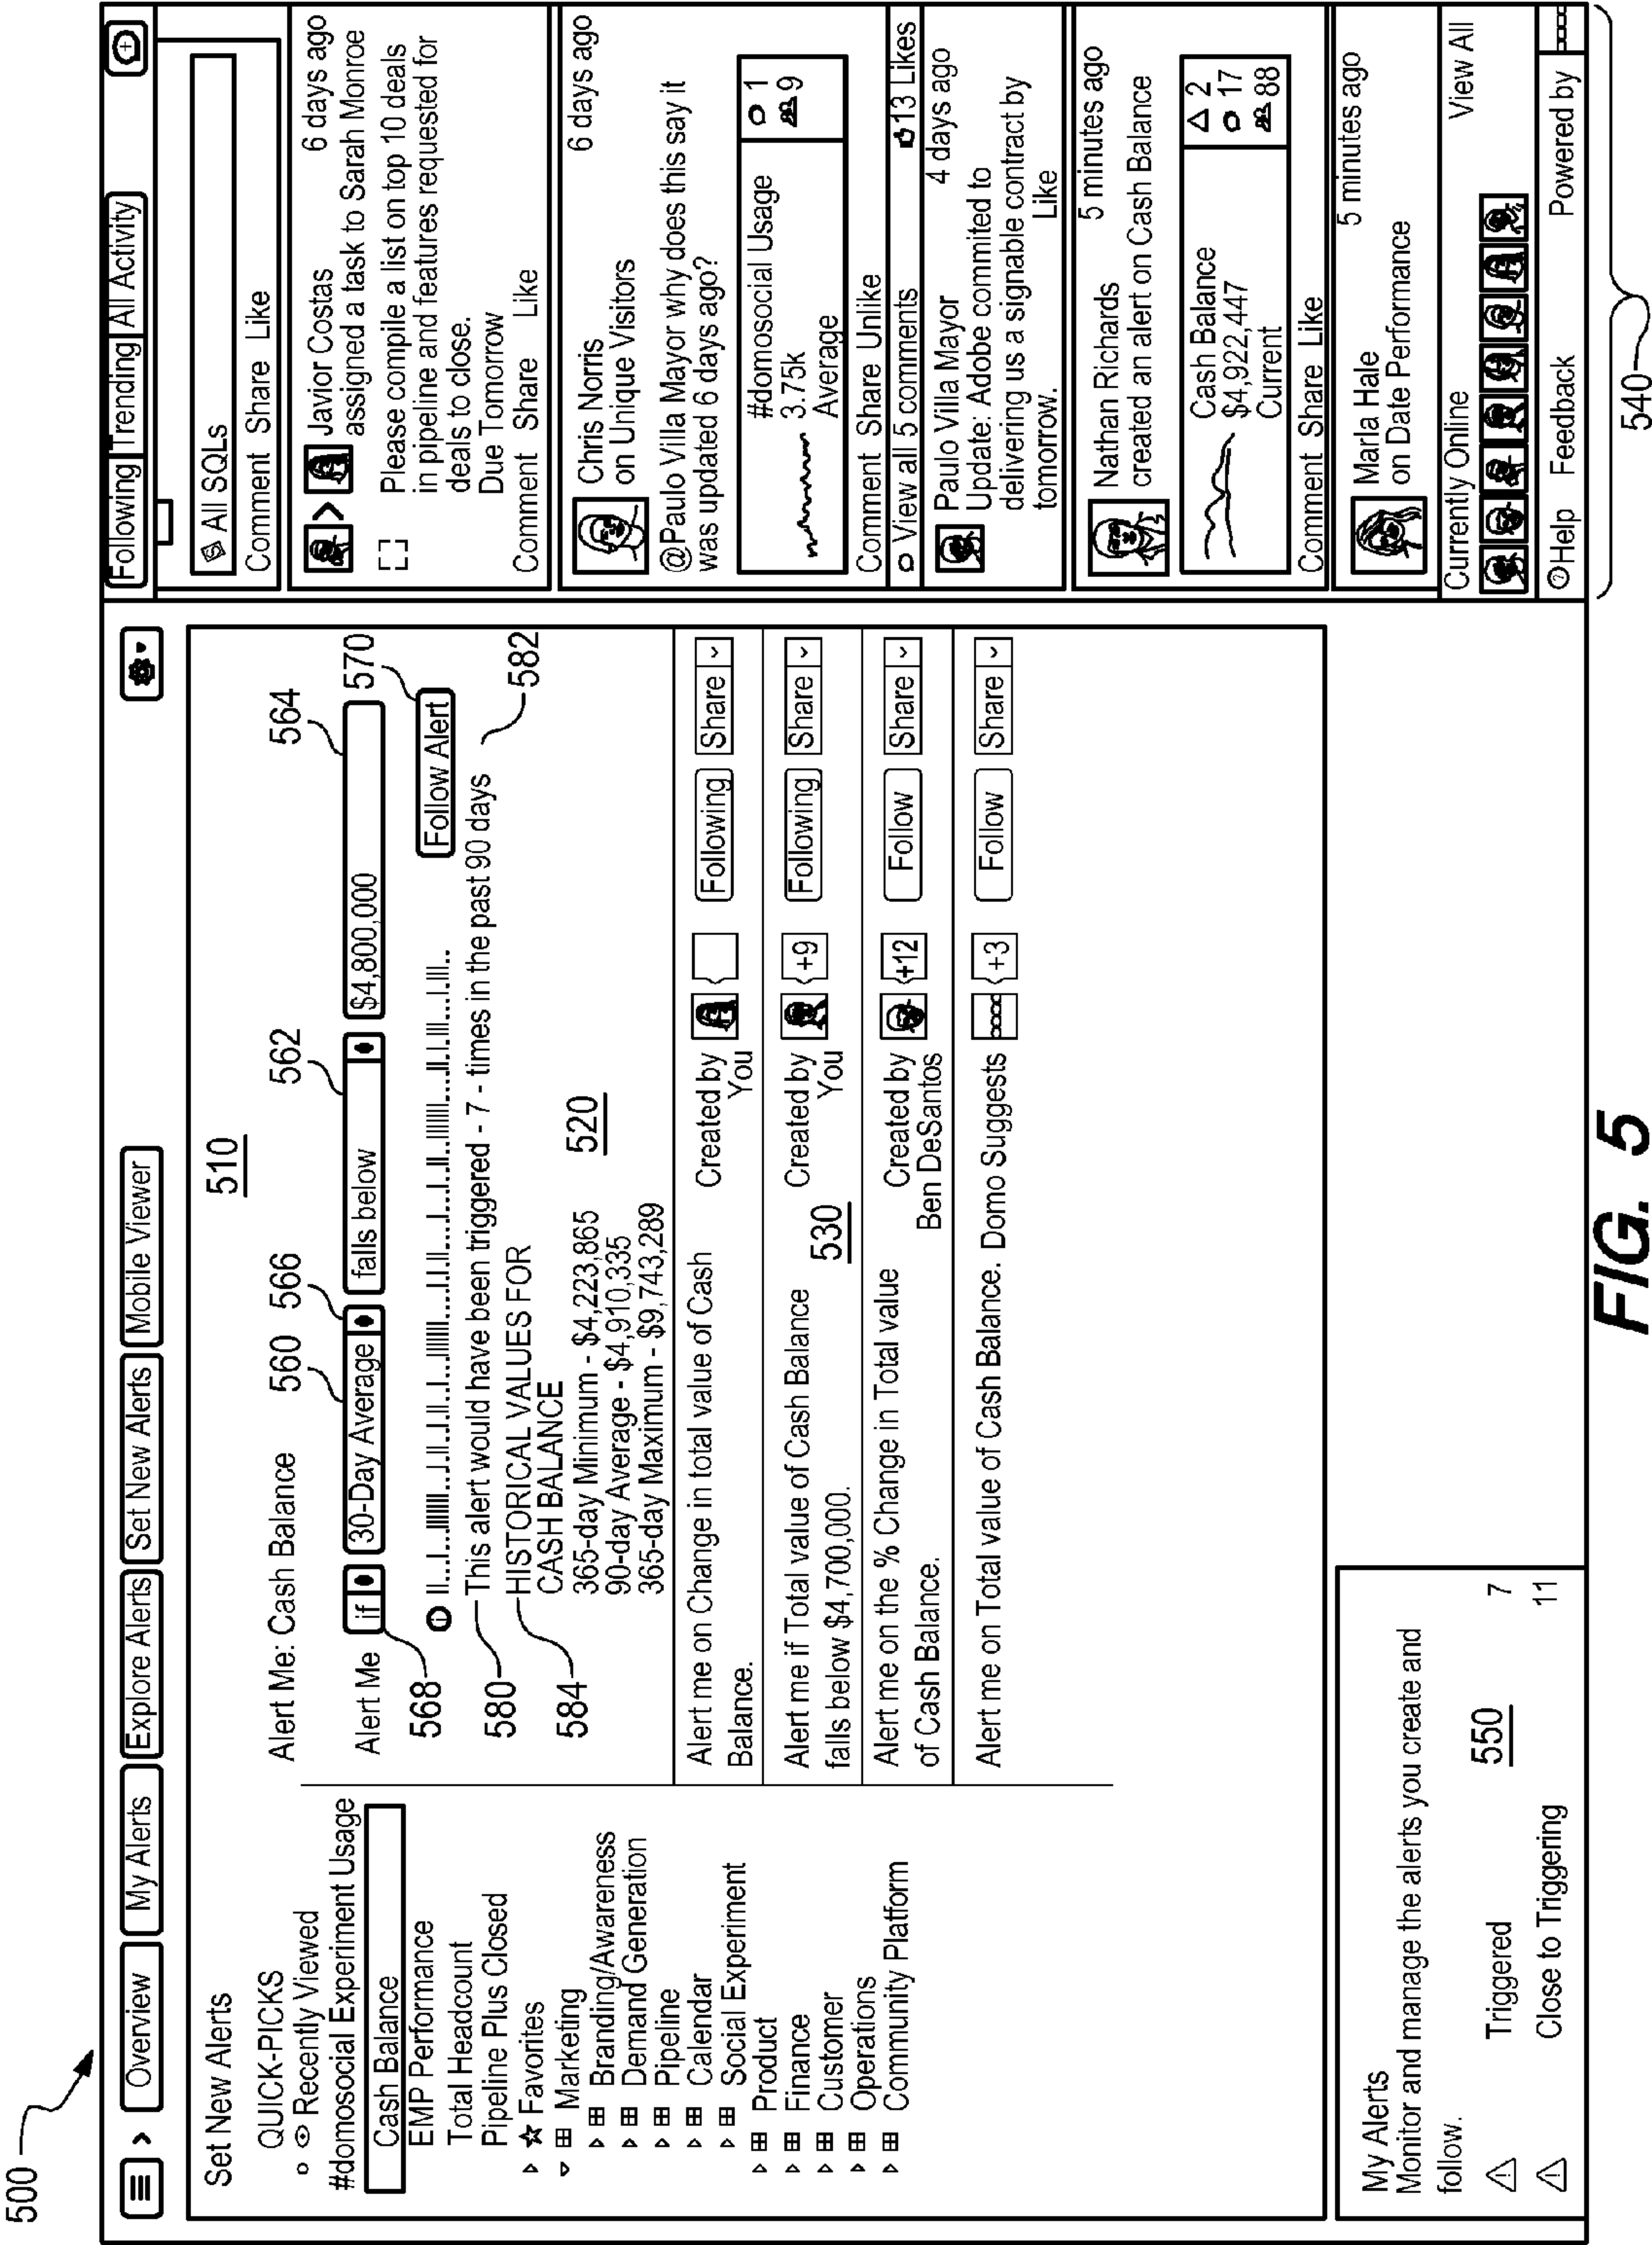 500
Overview
My Alerts
Explore Alerts
Set New Alerts
Mobile Viewer
Set New Alerts
QUICK-PICKS
Recently Viewed
#domosocial Experiment Usage
Cash Balance
EMP Performance
Total Headcount
Pipeline Plus Closed
Favorites
Marketing
Branding/Awareness
Demand Generation
Pipeline
Calendar
Social Experiment
Product
Finance
Customer
Operations
Community Platform
510
Alert Me: Cash Balance
560 566 562 564
Alert Me if 30-Day Average falls below $4,800,000
570
568
Follow Alert
580
This alert would have been triggered - 7 - times in the past 90 days
582
584
HISTORICAL VALUES FOR
CASH BALANCE
520
365-day Minimum - $4,223,865
90-day Average - $4,910,335
365-day Maximum - $9,743,289
Alert me on Change in total value of Cash
Balance.
Created by
You
Following Share
Alert me if Total value of Cash Balance
falls below $4,700,000.
530
Created by
You
+9
Following Share
Alert me on the % Change in Total value
of Cash Balance.
Created by
Ben DeSantos
+12
Follow Share
Alert me on Total value of Cash Balance. Domo Suggests
+3
Follow Share
My Alerts
Monitor and manage the alerts you create and
follow.
550
Triggered 7
Close to Triggering 11
Following Trending All Activity
All SQLs
Comment Share Like
Javior Costas 6 days ago
assigned a task to Sarah Monroe
Please compile a list on top 10 deals
in pipeline and features requested for
deals to close.
Due Tomorrow
Comment Share Like
Chris Norris 6 days ago
on Unique Visitors
@Paulo Villa Mayor why does this say it
was updated 6 days ago?
#domosocial Usage
3.75k
Average
1
9
Comment Share Unlike
View all 5 comments 13 Likes
Paulo Villa Mayor 4 days ago
Update: Adobe commited to
delivering us a signable contract by
tomorrow. Like
Nathan Richards 5 minutes ago
created an alert on Cash Balance
Cash Balance
$4,922,447
Current
2
17
88
Comment Share Like
Marla Hale 5 minutes ago
on Date Performance
Currently Online View All
Help Feedback Powered by
540
FIG. 5